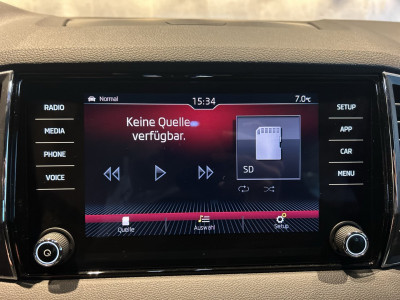 Normal
15:34
7.0°C
RADIO
MEDIA
PHONE
VOICE
Keine Quelle
verfügbar.
SD
SETUP
APP
CAR
MENU
Quelle
Auswahl
Setup